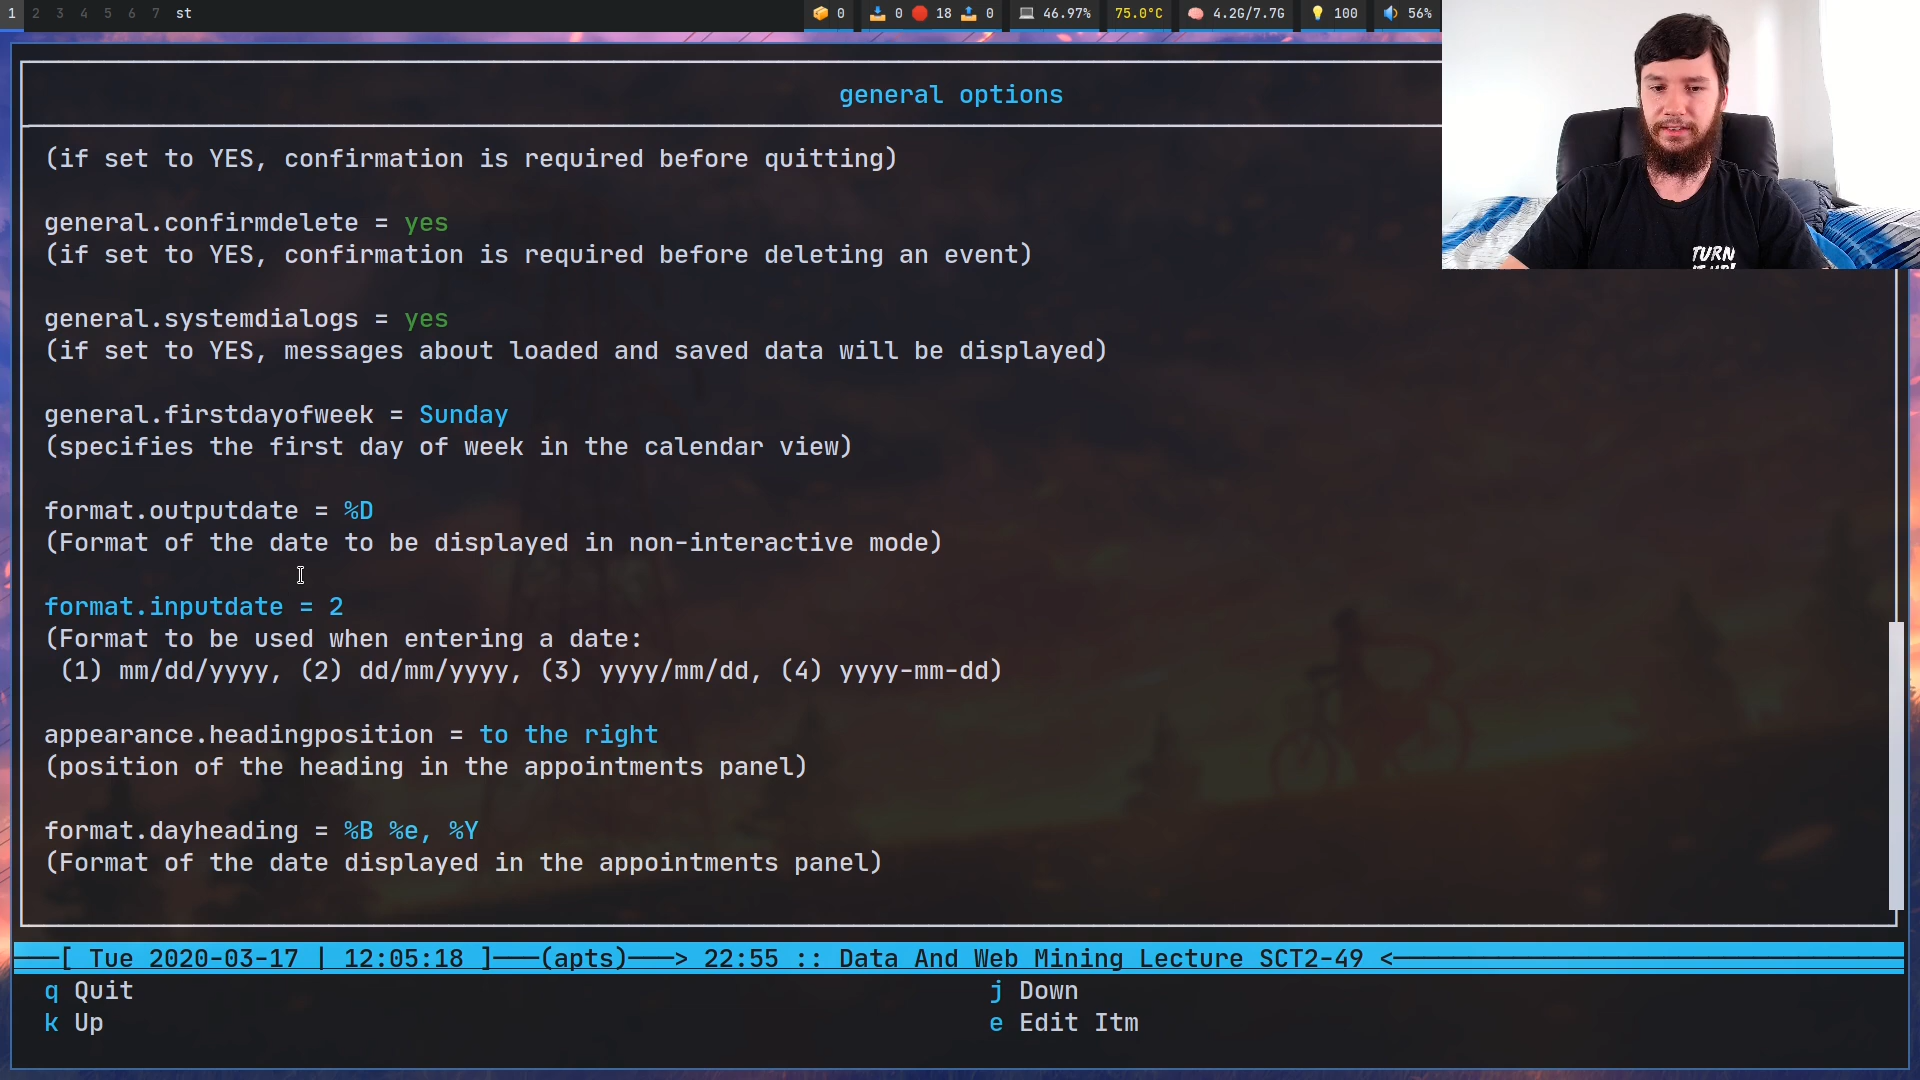 1 2 3 4 5 6 7 st 0 0 18 0 46.97% 75.0°C 4.2G/7.7G 100 56%
general options
(if set to YES, confirmation is required before quitting)
general.confirmdelete = yes
(if set to YES, confirmation is required before deleting an event)
general.systemdialogs = yes
(if set to YES, messages about loaded and saved data will be displayed)
general.firstdayofweek = Sunday
(specifies the first day of week in the calendar view)
format.outputdate = %D
(Format of the date to be displayed in non-interactive mode)
format.inputdate = 2
(Format to be used when entering a date:
(1) mm/dd/yyyy, (2) dd/mm/yyyy, (3) yyyy/mm/dd, (4) yyyy-mm-dd)
appearance.headingposition = to the right
(position of the heading in the appointments panel)
format.dayheading = %B %e, %Y
(Format of the date displayed in the appointments panel)
[ Tue 2020-03-17 | 12:05:18 ]──(apts)──> 22:55 :: Data And Web Mining Lecture SCT2-49 <
q Quit j Down
k Up e Edit Itm
TURN